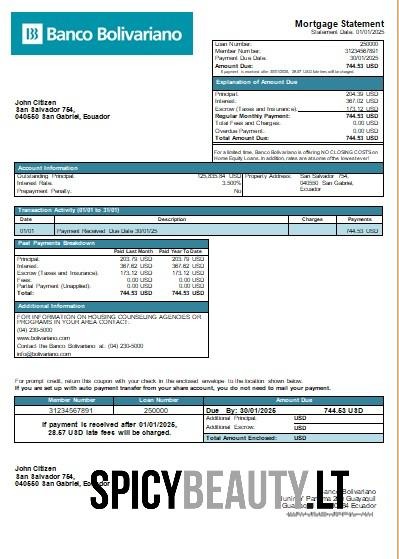 Banco Bolivariano
Mortgage Statement
Statement Date: 01/01/2025
Loan Number: 250000
Member Number: 31234567891
Payment Due Date: 30/01/2025
Amount Due: 744.53 USD
If payment is received after 30/1/2025, 28.57 USD late fees will be charged.
Explanation of Amount Due
Principal: 204.39 USD
Interest: 367.02 USD
Escrow (Taxes and Insurance): 173.12 USD
Regular Monthly Payment: 744.53 USD
Total Fees and Charges: 0.00 USD
Overdue Payment: 0.00 USD
Total Amount Due: 744.53 USD
For a limited time, Banco Bolivariano is offering NO CLOSING COSTS on
Home Equity Loans. In addition, rates are at some of the lowest ever!
John Citizen
San Salvador 754,
040550 San Gabriel, Ecuador
Account Information
Outstanding Principal: 125,835.84 USD
Interest Rate: 3.500%
Prepayment Penalty: No
Property Address: San Salvador 754,
040550 San Gabriel,
Ecuador
Transaction Activity (01/01 to 31/01)
Date Description Charges Payments
01/01 Payment Received Due Date 30/01/25 744.53 USD
Past Payments Breakdown
Paid Last Month Paid Year To Date
Principal: 203.79 USD 203.79 USD
Interest: 367.62 USD 367.62 USD
Escrow (Taxes and Insurance): 173.12 USD 173.12 USD
Fees: 0.00 USD 0.00 USD
Partial Payment (Unapplied): 0.00 USD 0.00 USD
Total: 744.53 USD 744.53 USD
Additional Information
FOR INFORMATION ON HOUSING COUNSELING AGENCIES OR
PROGRAMS IN YOUR AREA CONTACT:
(04) 230-5000
www.bolivariano.com
Contact the Banco Bolivariano at: (04) 230-5000
info@bolivariano.com
For prompt credit, return this coupon with your check in the enclosed envelope to the location shown below.
If you are set up with auto payment transfer from your share account, you do not need to mail your payment.
Member Number Loan Number Amount Due
31234567891 250000 Due By: 30/01/2025 744.53 USD
If payment is received after 01/01/2025,
28.57 USD late fees will be charged.
Additional Principal: USD
Additional Escrow: USD
Total Amount Enclosed: USD
John Citizen
San Salvador 754,
040550 San Gabriel, Ecuador
SPICYBEAUTY.LT
Banco Bolivariano
Guayaquil
Ecuador